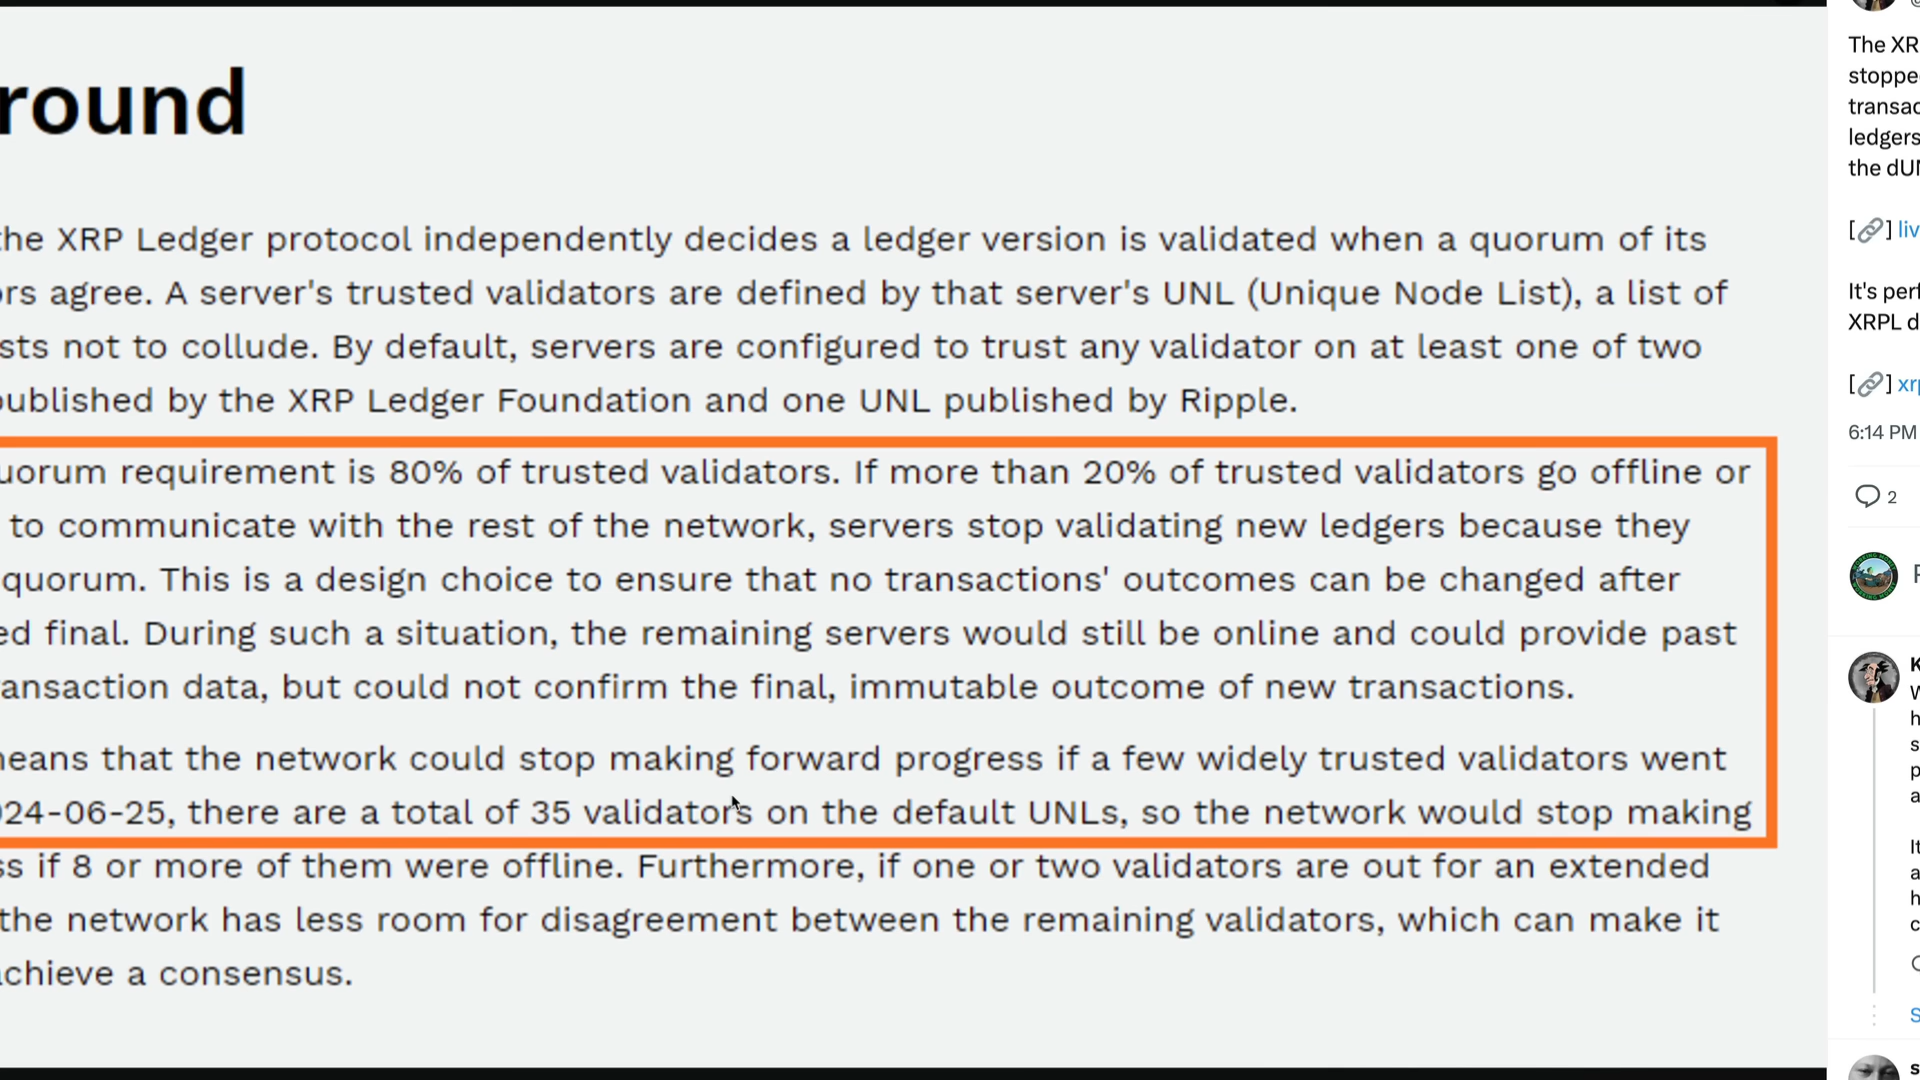 round
the XRP Ledger protocol independently decides a ledger version is validated when a quorum of its
ors agree. A server's trusted validators are defined by that server's UNL (Unique Node List), a list of
sts not to collude. By default, servers are configured to trust any validator on at least one of two
published by the XRP Ledger Foundation and one UNL published by Ripple.
uorum requirement is 80% of trusted validators. If more than 20% of trusted validators go offline or
to communicate with the rest of the network, servers stop validating new ledgers because they
quorum. This is a design choice to ensure that no transactions' outcomes can be changed after
ed final. During such a situation, the remaining servers would still be online and could provide past
ansaction data, but could not confirm the final, immutable outcome of new transactions.
neans that the network could stop making forward progress if a few widely trusted validators went
024-06-25, there are a total of 35 validators on the default UNLs, so the network would stop making
ss if 8 or more of them were offline. Furthermore, if one or two validators are out for an extended
the network has less room for disagreement between the remaining validators, which can make it
achieve a consensus.
The XR
stoppe
transac
ledgers
the dUN
[🔗] liv
It's perf
XRPL d
[🔗] xrp
6:14 PM
2
K
W
h
s
p
a
It
a
h
c
S
s